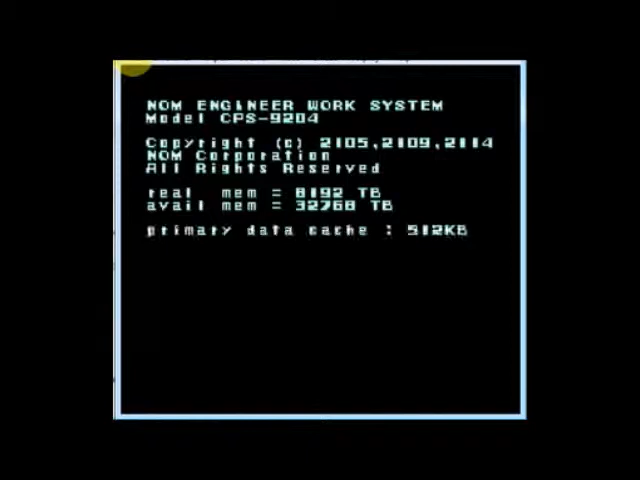 NOM ENGINEER WORK SYSTEM
Model CPS-9204
Copyright (c) 2105,2109,2114
NOM Corporation
All Rights Reserved
real mem = 8192 TB
avail mem = 32768 TB
primary data cache : 512KB